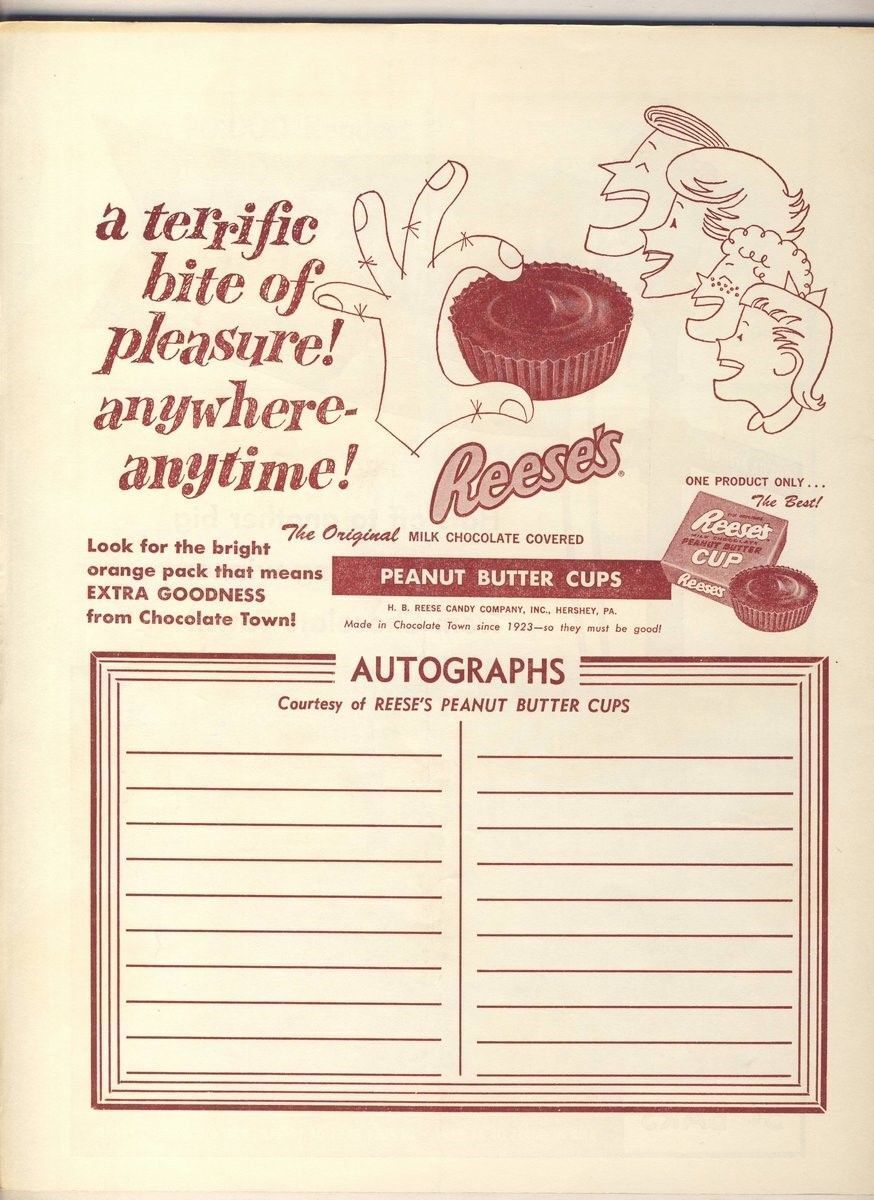 a terrific
bite of
pleasure!
anywhere-
anytime!
Reese's®
ONE PRODUCT ONLY...
The Best!
Reese's
MILK CHOCOLATE
PEANUT BUTTER
CUP
Reese's
The Original MILK CHOCOLATE COVERED
PEANUT BUTTER CUPS
H. B. REESE CANDY COMPANY, INC., HERSHEY, PA.
Made in Chocolate Town since 1923—so they must be good!
Look for the bright
orange pack that means
EXTRA GOODNESS
from Chocolate Town!
AUTOGRAPHS
Courtesy of REESE'S PEANUT BUTTER CUPS